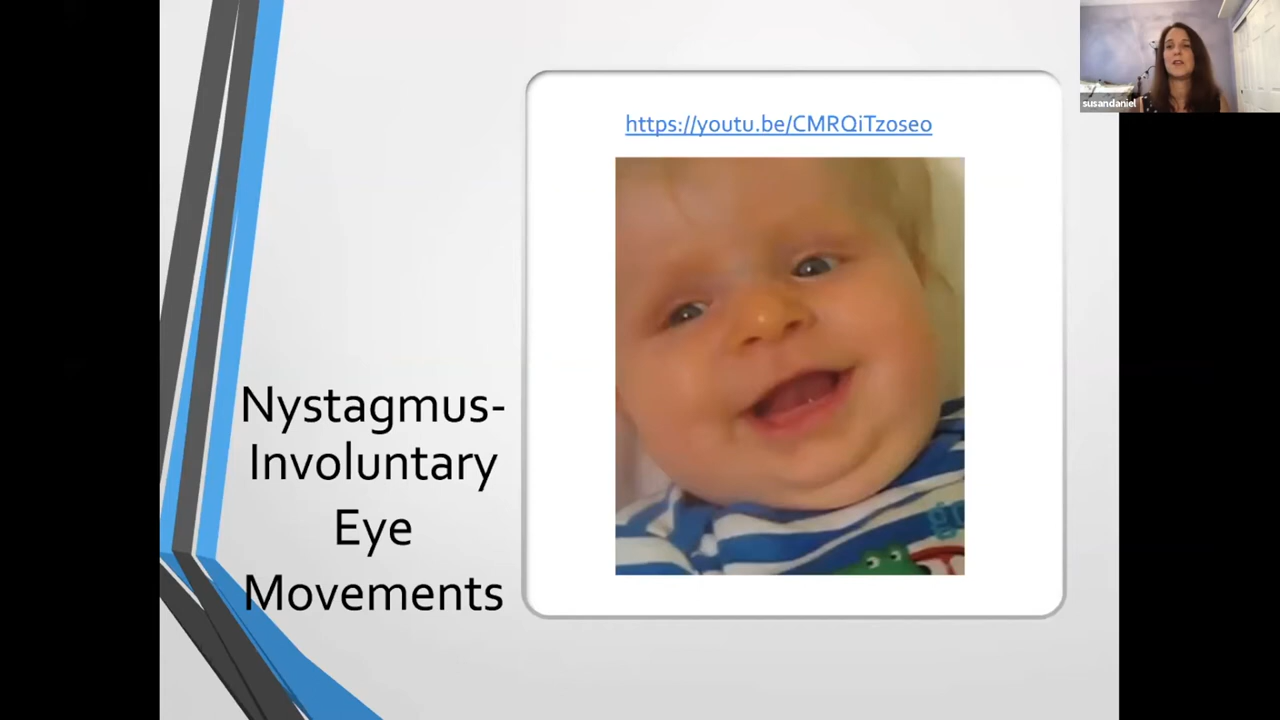 https://youtu.be/CMRQiTzoseo
susandaniel
Nystagmus-
Involuntary
Eye
Movements